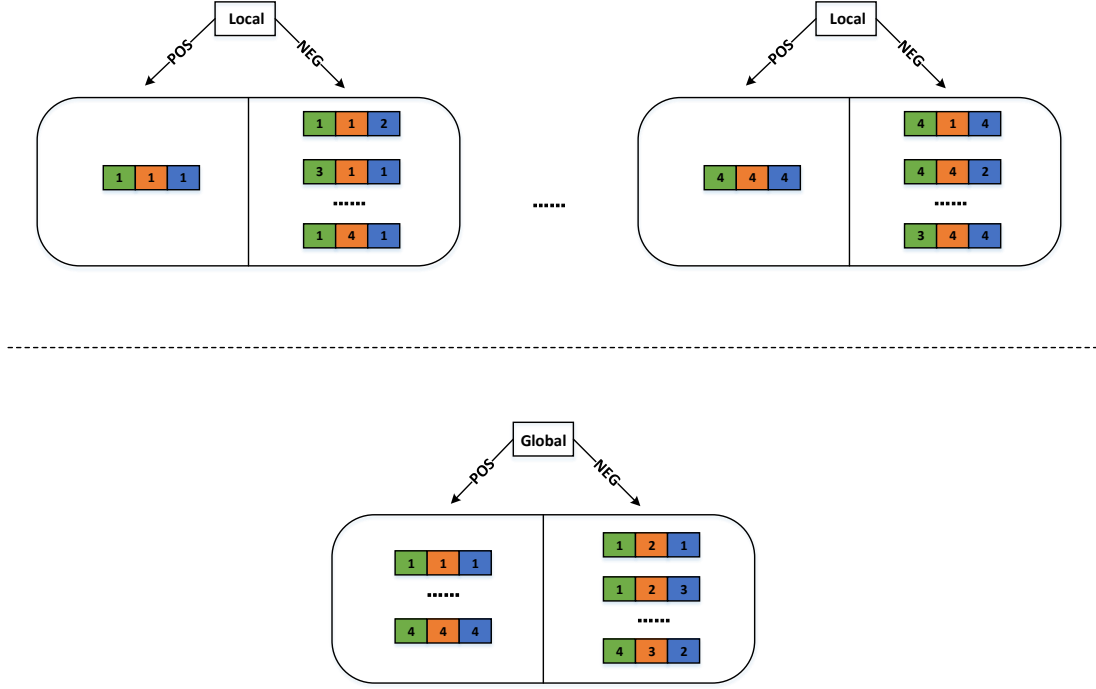 Local Local
POS NEG POS NEG
1 1 2 4 1 4
1 1 1 3 1 1 4 4 4 4 4 2
...... ......
......
1 4 1 3 4 4
Global
POS NEG
1 2 1
1 1 1
1 2 3
......
......
4 4 4
4 3 2